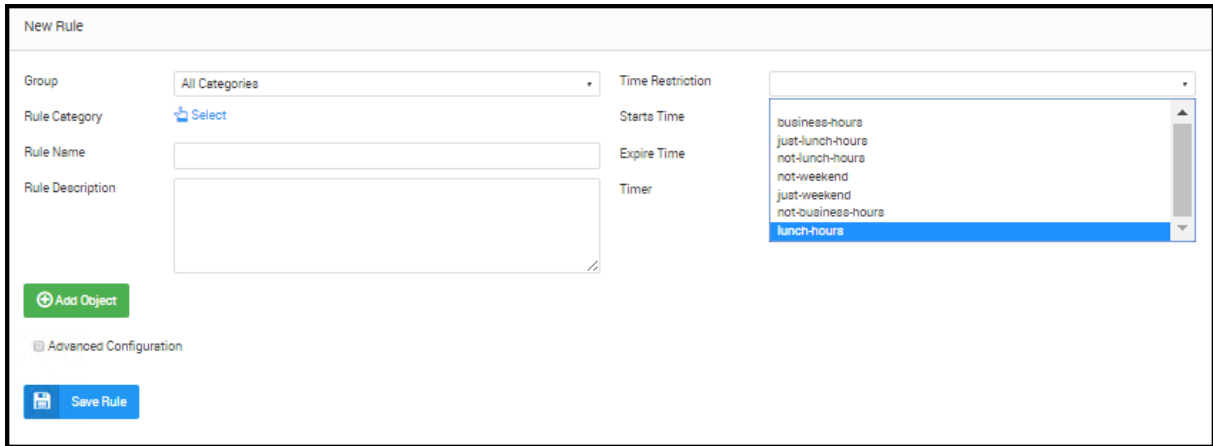 New Rule
Group
All Categories
Time Restriction
Rule Category
Select
Starts Time
business-hours
just-lunch-hours
Rule Name
Expire Time
not-lunch-hours
not-weekend
Rule Description
Timer
just-weekend
not-business-hours
lunch-hours
Add Object
Advanced Configuration
Save Rule